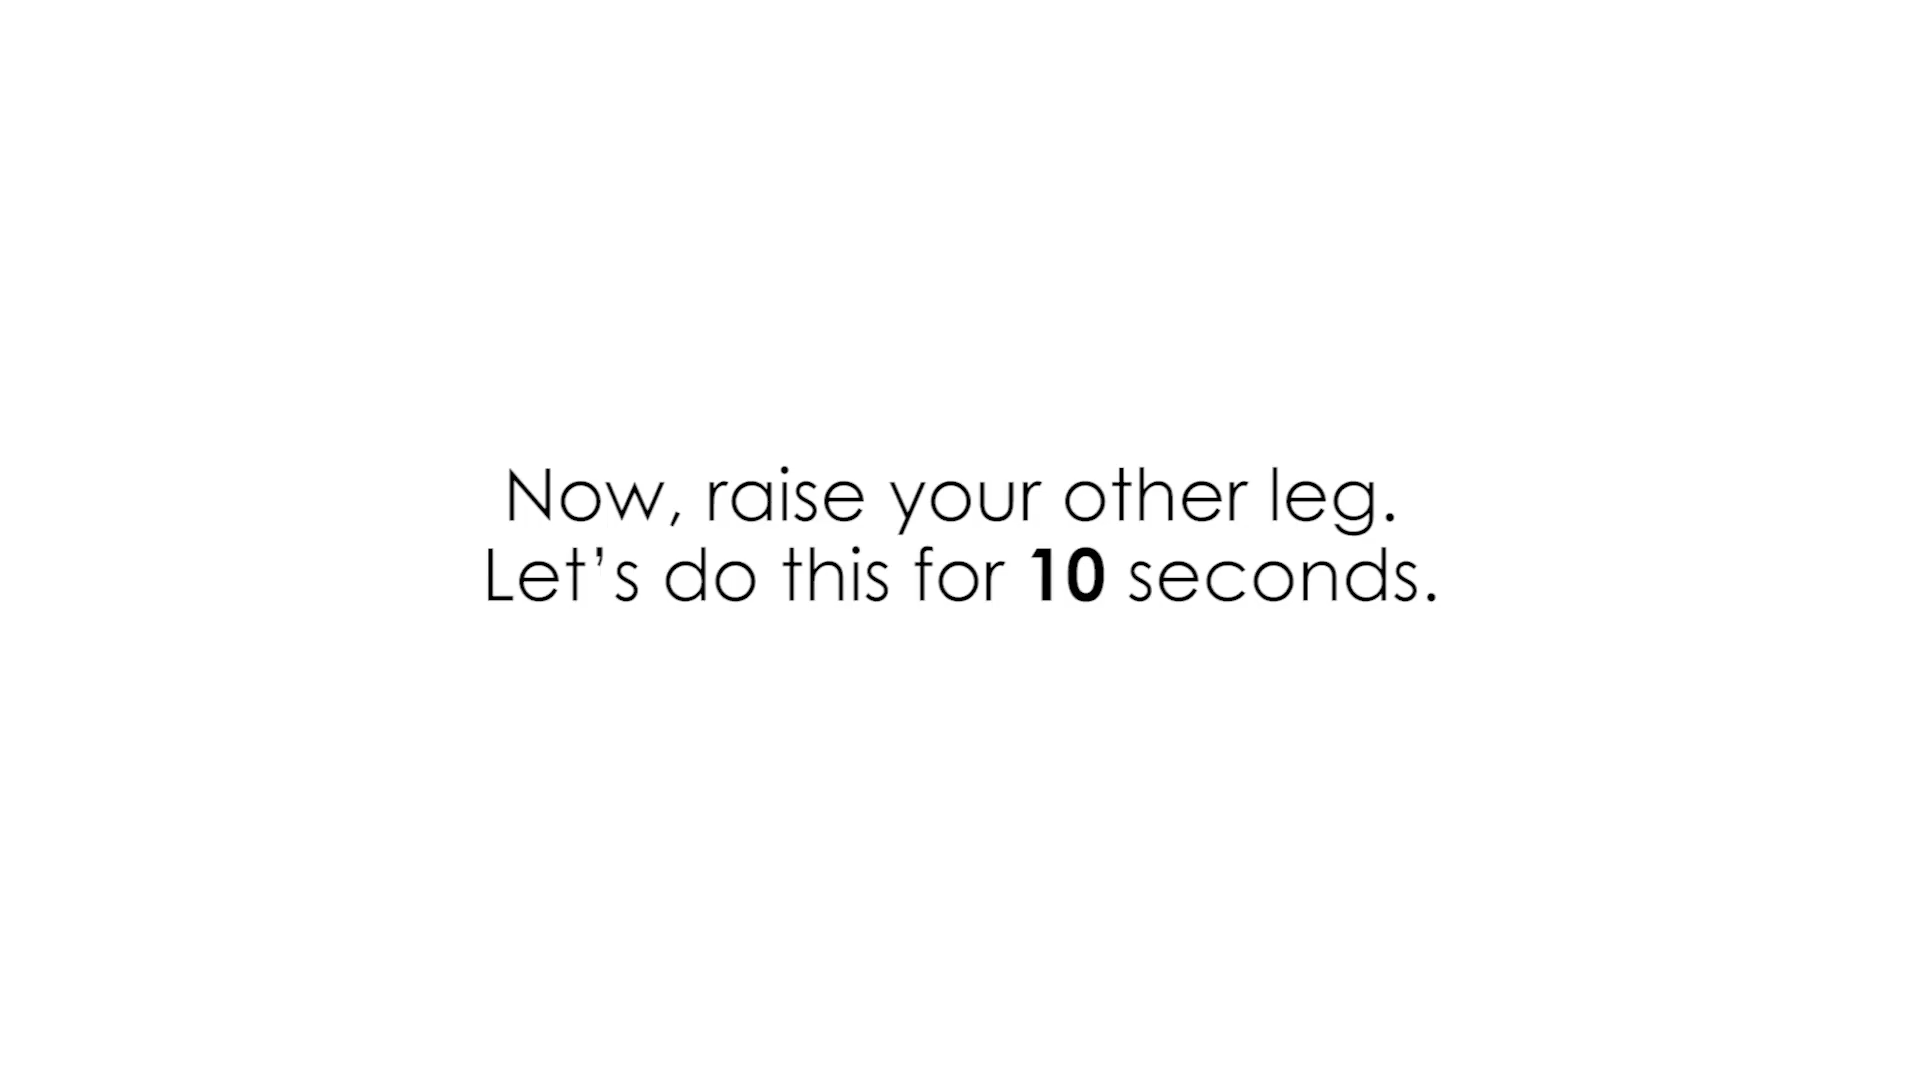 Now, raise your other leg.
Let’s do this for 10 seconds.